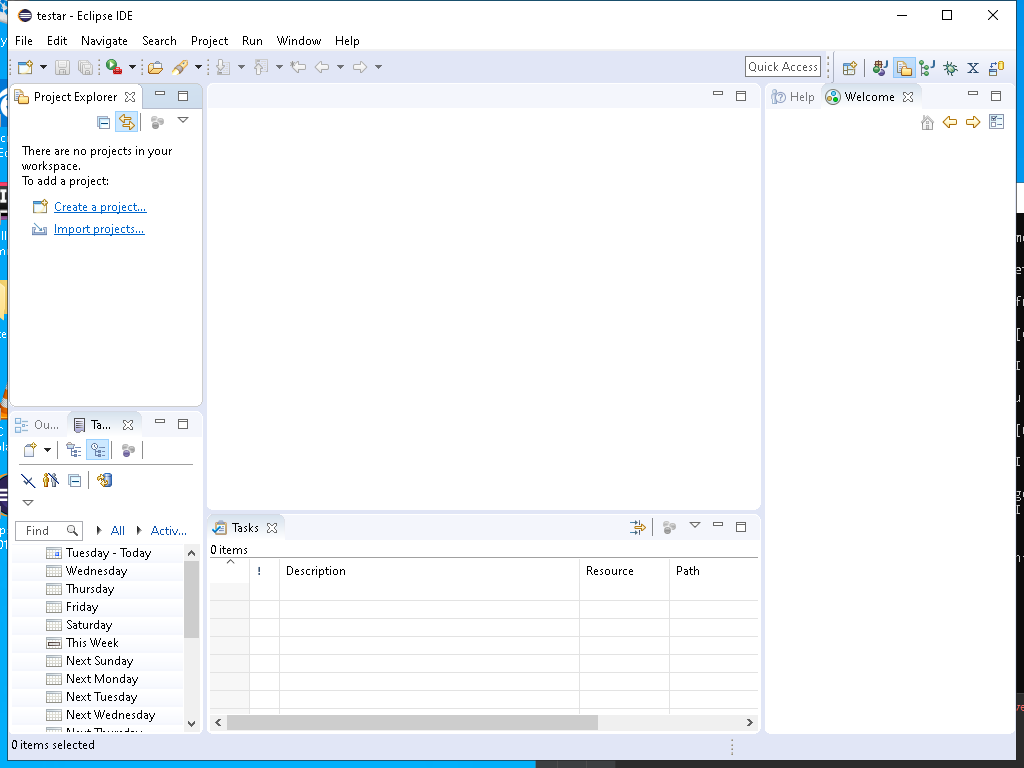 testar - Eclipse IDE
File Edit Navigate Search Project Run Window Help
Quick Access
Project Explorer
Help Welcome
There are no projects in your
workspace.
To add a project:
Create a project...
Import projects...
Ou... Ta...
Find All Activ...
Tuesday - Today
Wednesday
Thursday
Friday
Saturday
This Week
Next Sunday
Next Monday
Next Tuesday
Next Wednesday
Next Thursday
Tasks
0 items
! Description Resource Path
0 items selected